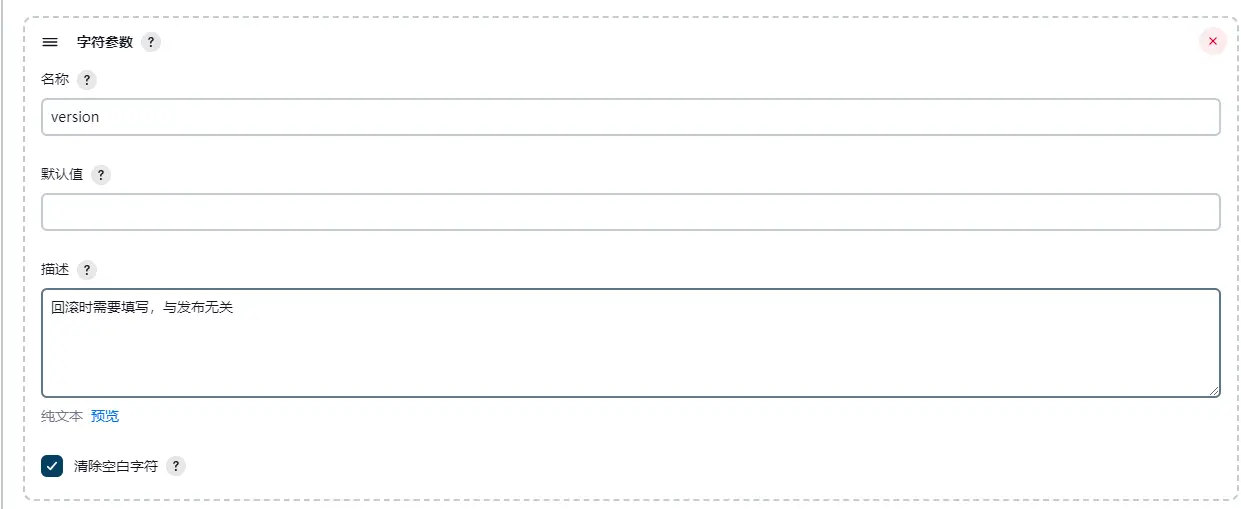 字符参数 ?
名称 ?
version
默认值 ?
描述 ?
回滚时需要填写，与发布无关
纯文本 预览
清除空白字符 ?